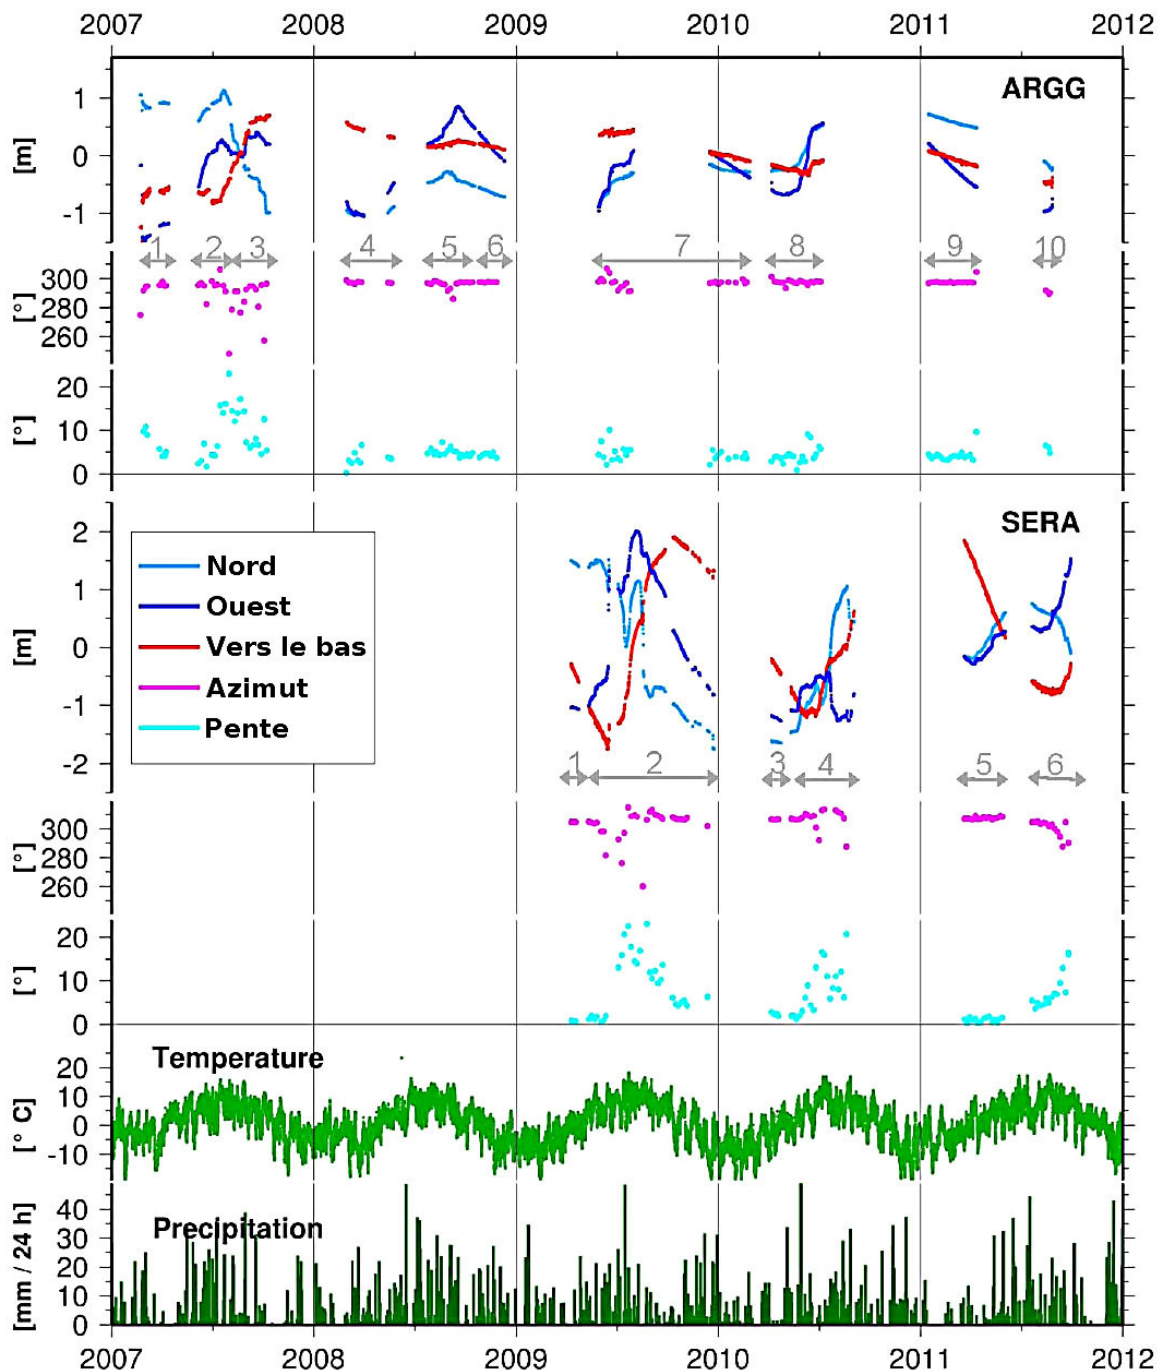 2007 2008 2009 2010 2011 2012
ARGG
1
0
-1
[m]
1 2 3 4 5 6 7 8 9 10
300
280
260
[°]
20
10
0
[°]
SERA
2
1
0
-1
-2
[m]
Nord
Ouest
Vers le bas
Azimut
Pente
1 2 3 4 5 6
300
280
260
[°]
20
10
0
[°]
Temperature
20
10
0
-10
[° C]
Precipitation
40
30
20
10
0
[mm / 24 h]
2007 2008 2009 2010 2011 2012